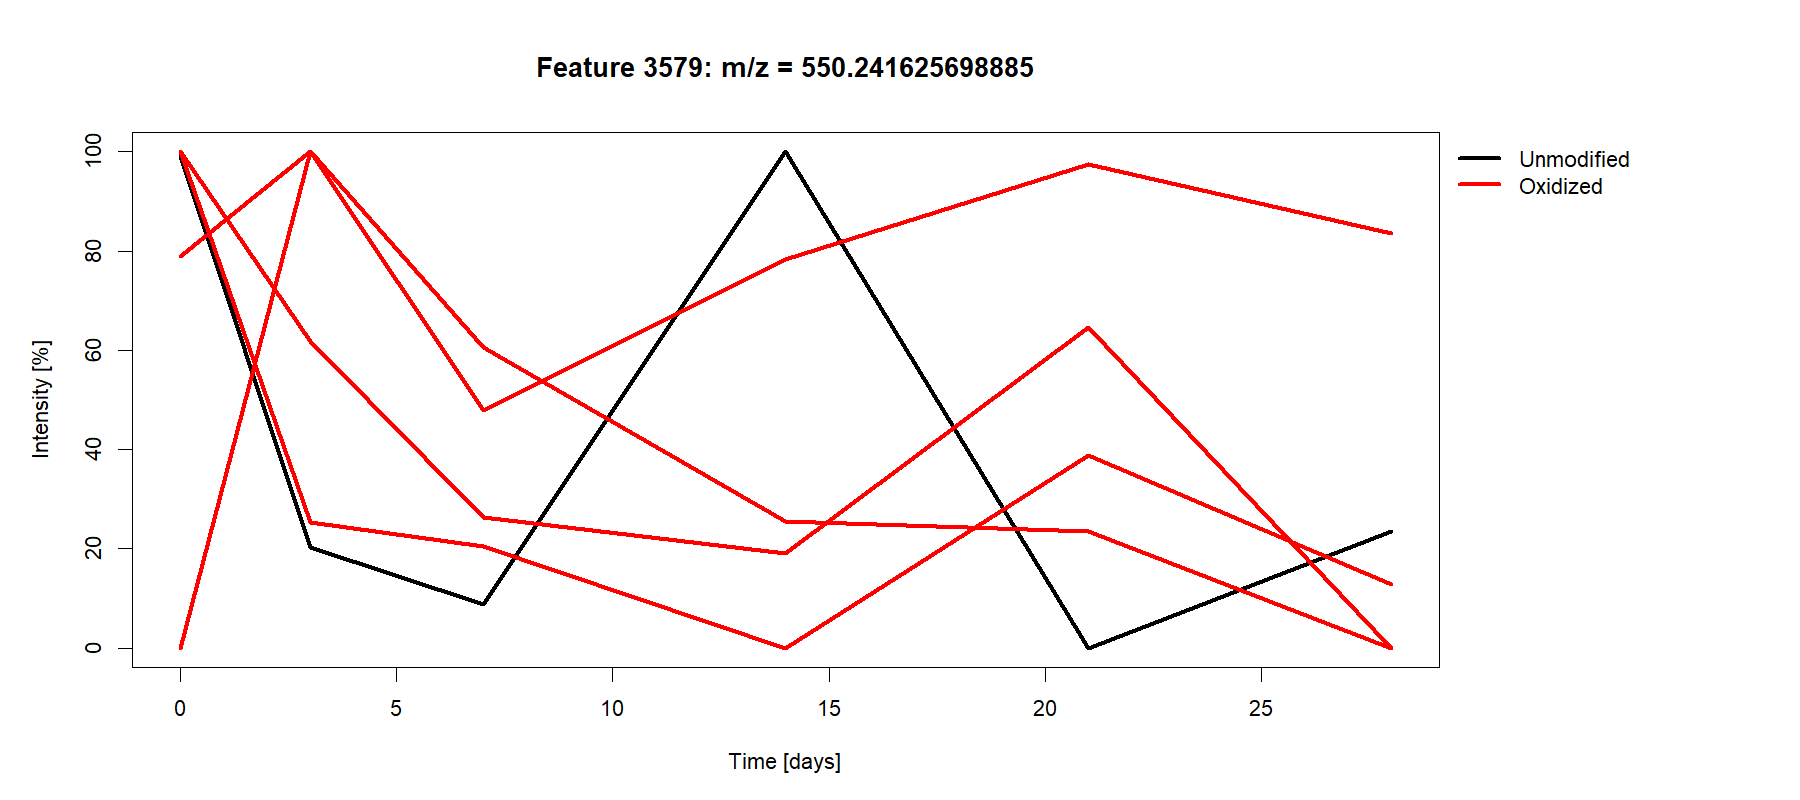 Feature 3579: m/z = 550.241625698885
Unmodified
Oxidized
Intensity [%]
100
80
60
40
20
0
0 5 10 15 20 25
Time [days]